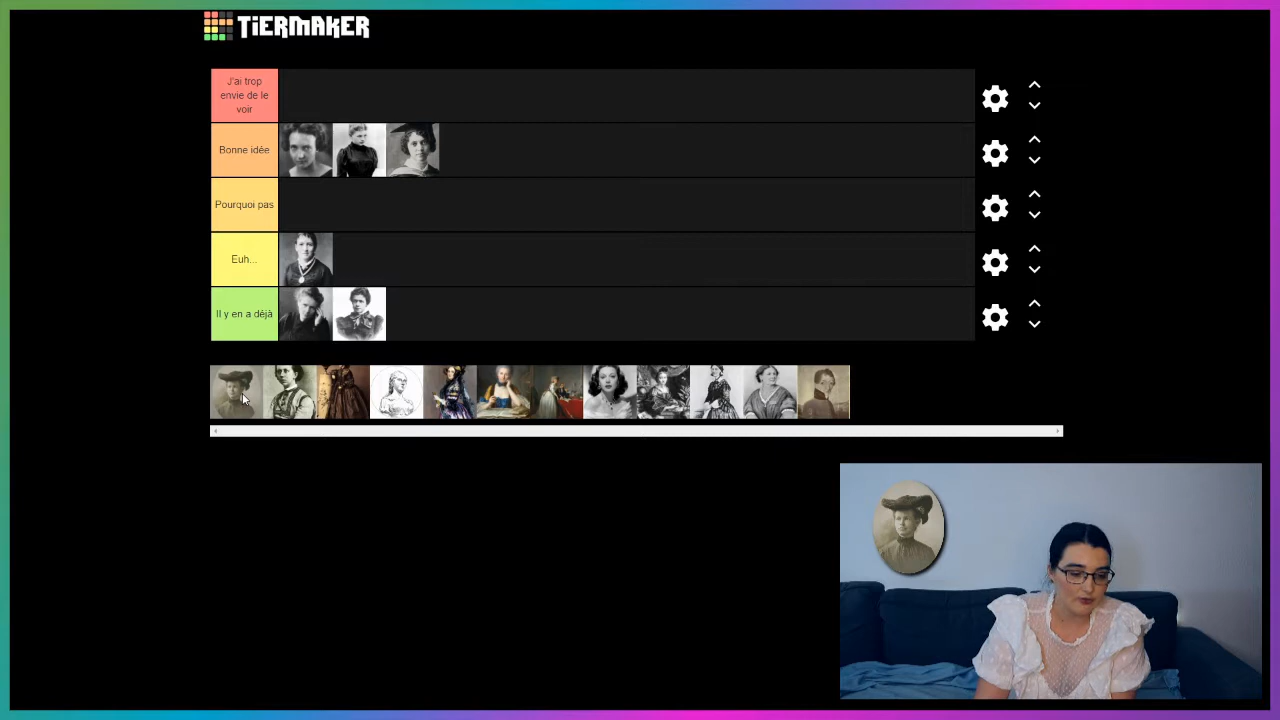 TiERMAKER
J'ai trop
envie de le
voir
Bonne idée
Pourquoi pas
Euh...
Il y en a déjà